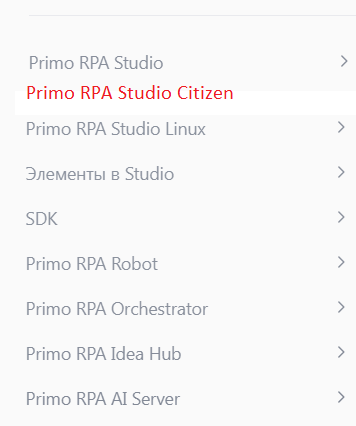 Primo RPA Studio
Primo RPA Studio Citizen
Primo RPA Studio Linux
Элементы в Studio
SDK
Primo RPA Robot
Primo RPA Orchestrator
Primo RPA Idea Hub
Primo RPA AI Server